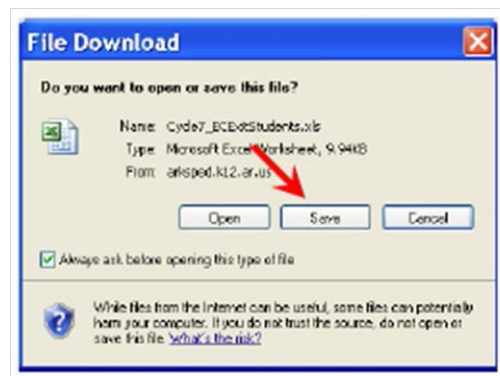 File Download
Do you want to open or save this file?
Name: Cycle7_ECExitStudents.xls
Type: Microsoft Excel Worksheet, 9.94KB
From: arksped.k12.ar.us
Open Save Cancel
Always ask before opening this type of file
While files from the Internet can be useful, some files can potentially
harm your computer. If you do not trust the source, do not open or
save this file. What's the risk?